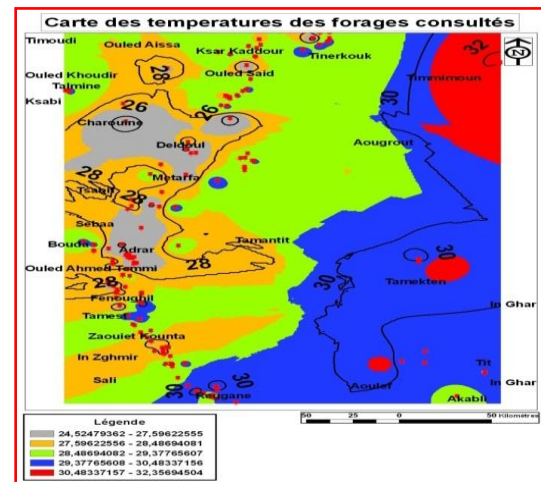 Carte des temperatures des forages consultés
Timoudi
Ouled Aissa
Ksar Kaddour
Tinerkouk
32
Ouled Khoudir
28
Ouled Said
Timmimoun
Talmine
30
Ksabi
26
26
Charouine
Aougrout
Deldoul
28
Metarfa
Tsabit
28
Sebaa
Bouda
Adrar
Tamantit
30
Ouled Ahmed Temmi
28
30
Tamekten
28
Fenoughil
In Ghar
Tamest
Zaouiet Kounta
In Zghmir
Tit
Sali
30
Reggane
30
Aoulef
In Ghar
Akabli
Légende
24,52479362 - 27,59622555
27,59622556 - 28,48694081
28,48694082 - 29,37765607
29,37765608 - 30,48337156
30,48337157 - 32,35694504
50 25 0 50 Kilomètres